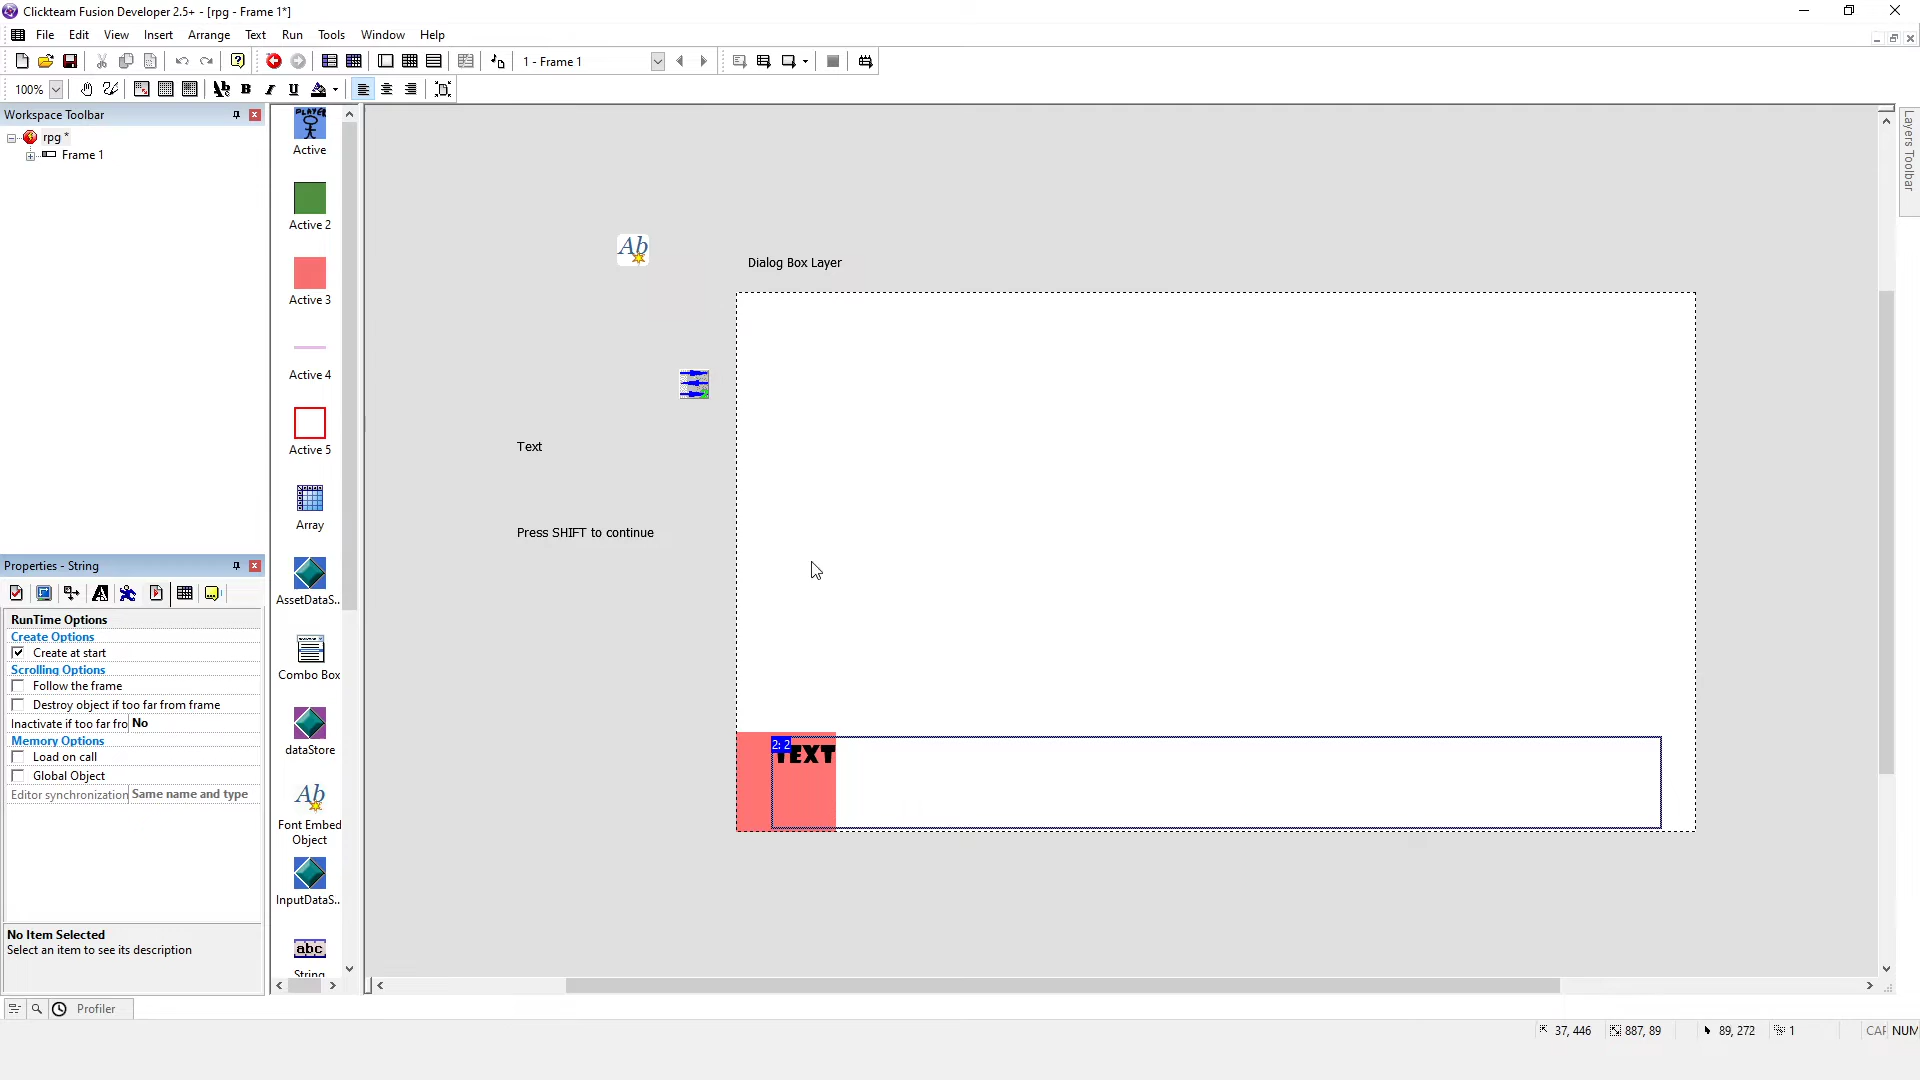 Clickteam Fusion Developer 2.5+ - [rpg - Frame 1*]
File Edit View Insert Arrange Text Run Tools Window Help
1 - Frame 1
100%
Workspace Toolbar
rpg *
Frame 1
PLAYER
Active
Active 2
Active 3
Active 4
Active 5
Array
AssetDataS..
Combo Box
dataStore
Ab
Font Embed
Object
InputDataS..
abc
String
Ab
Dialog Box Layer
Text
Press SHIFT to continue
2: 2
TEXT
Layers Toolbar
Properties - String
RunTime Options
Create Options
Create at start
Scrolling Options
Follow the frame
Destroy object if too far from frame
Inactivate if too fro No
Memory Options
Load on call
Global Object
Editor synchronization Same name and type
No Item Selected
Select an item to see its description
Profiler
37, 446
887, 89
89, 272
1
CAF NUM